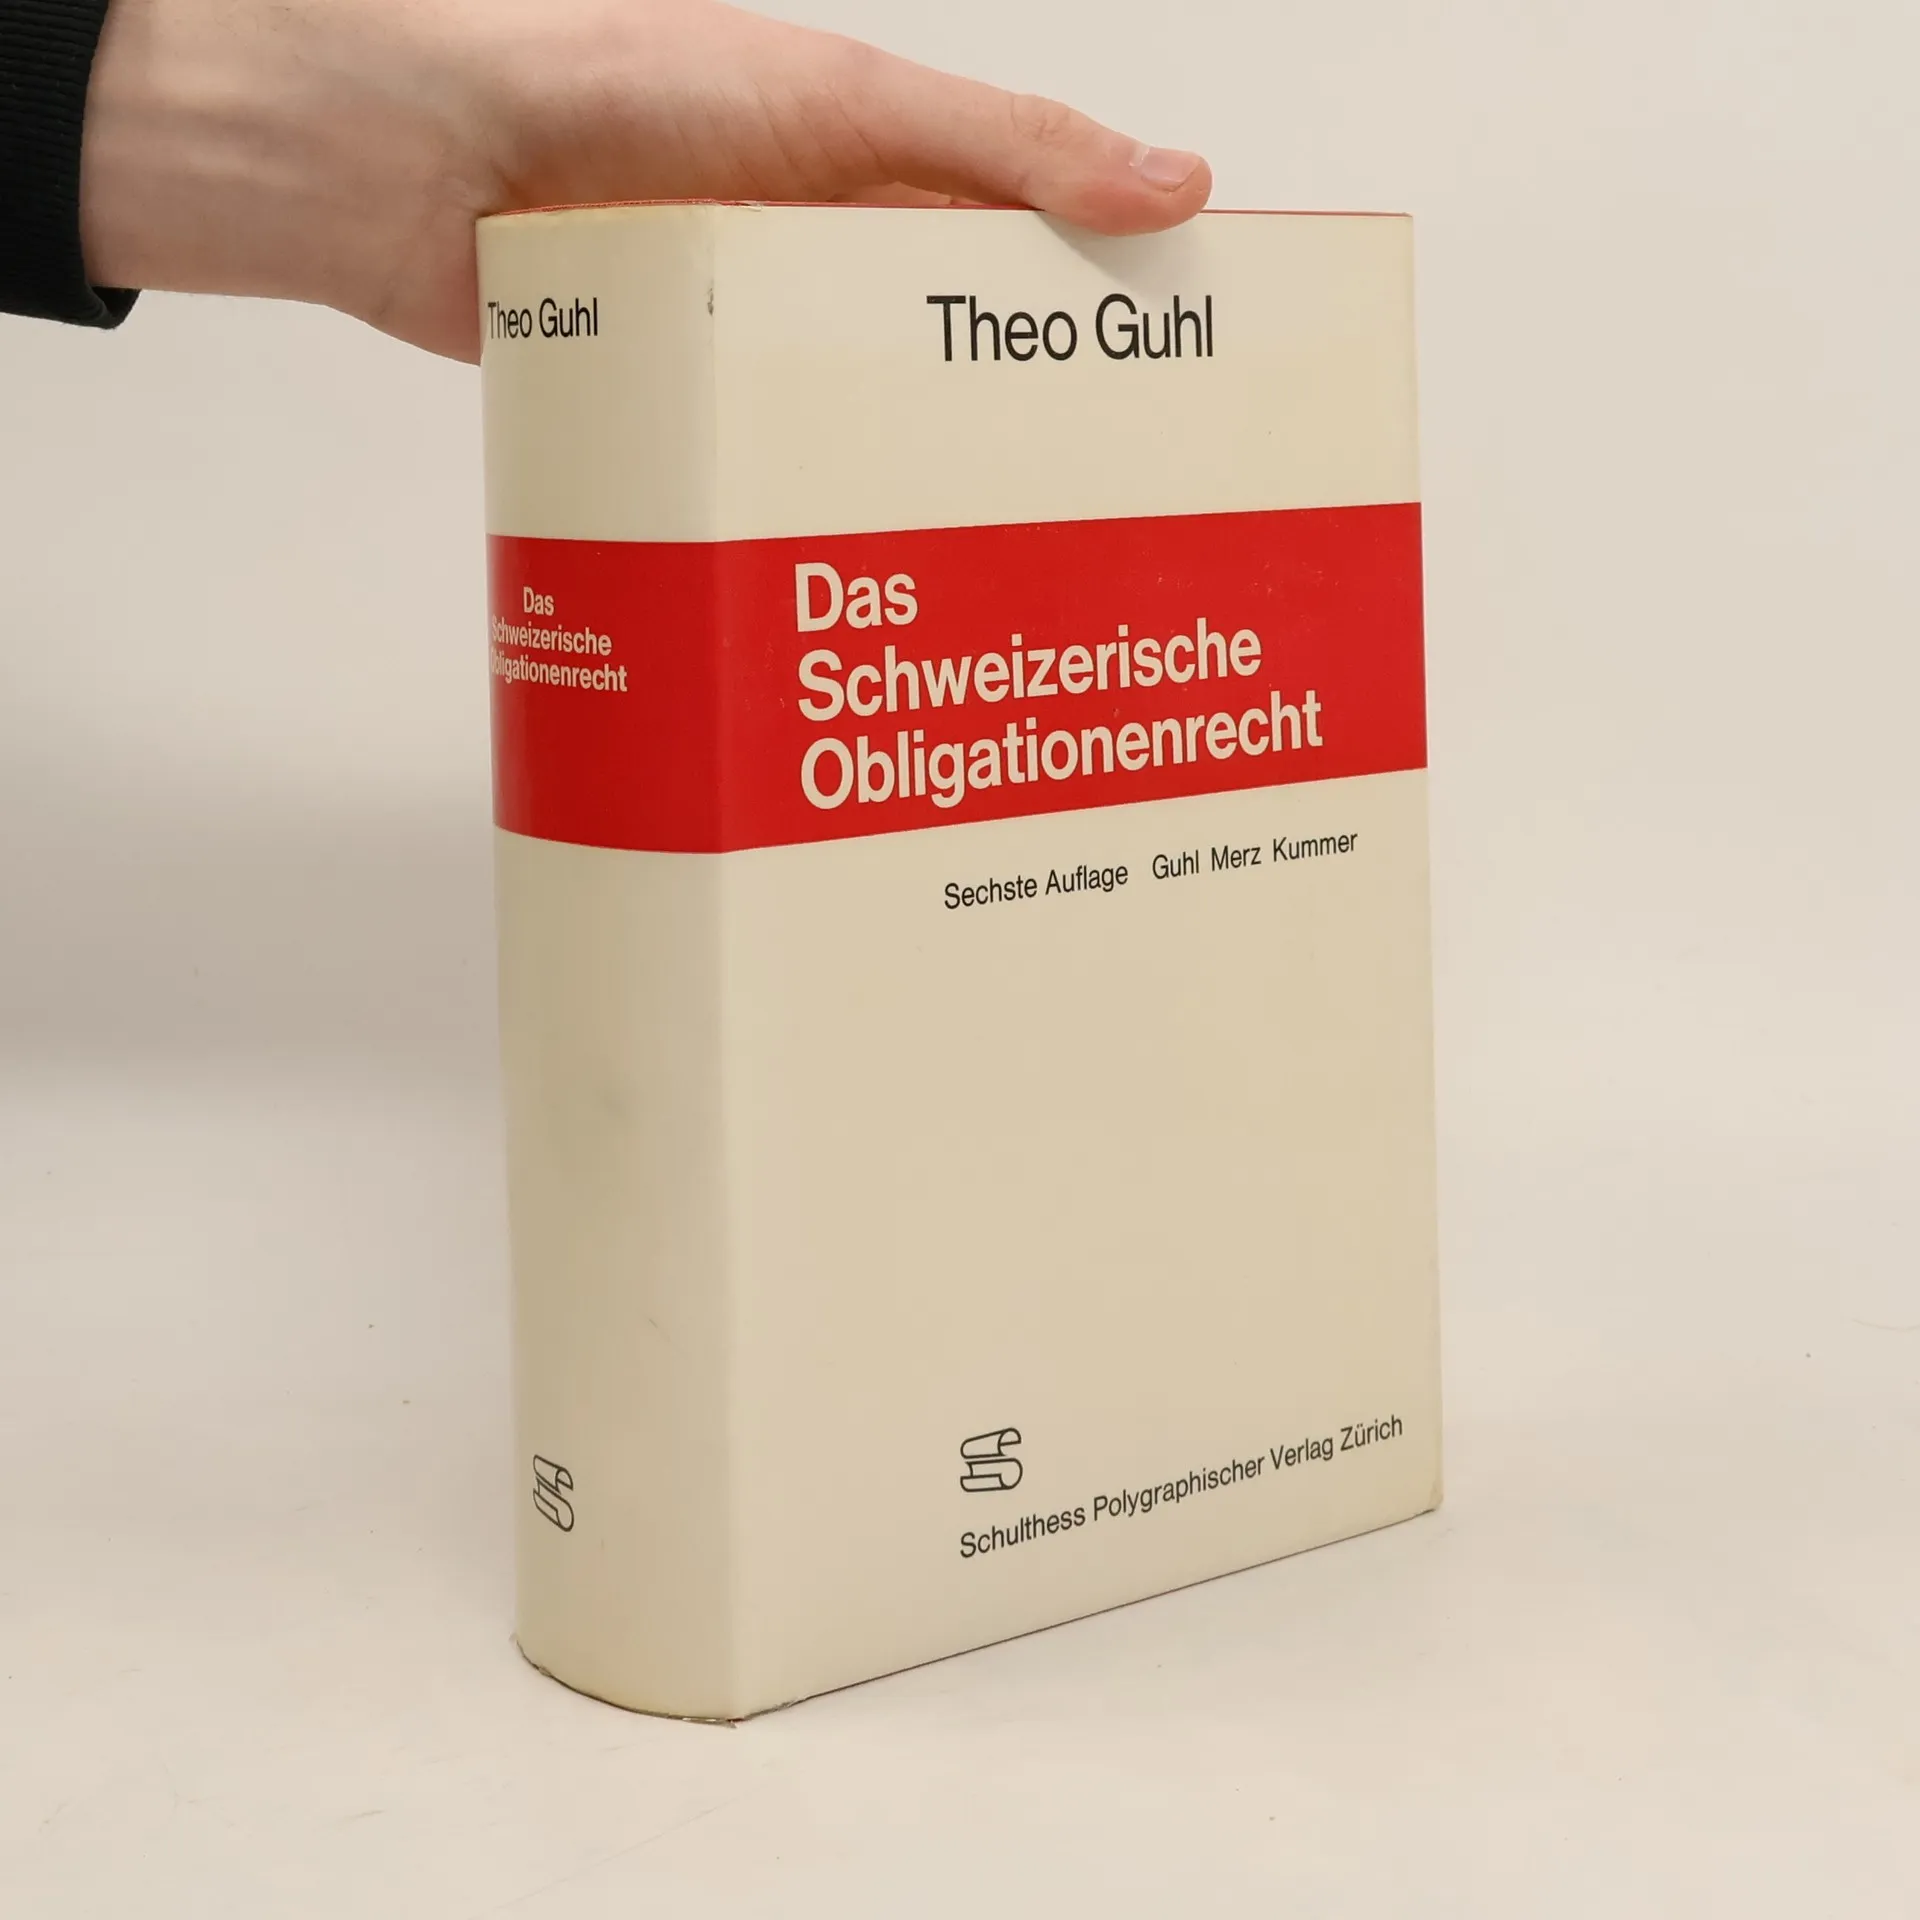 Theo Guhl
Das
Schweizerische
Obligationenrecht
Theo Guhl
Das
Schweizerische
Obligationenrecht
Sechste Auflage Guhl Merz Kummer
Schulthess Polygraphischer Verlag Zürich